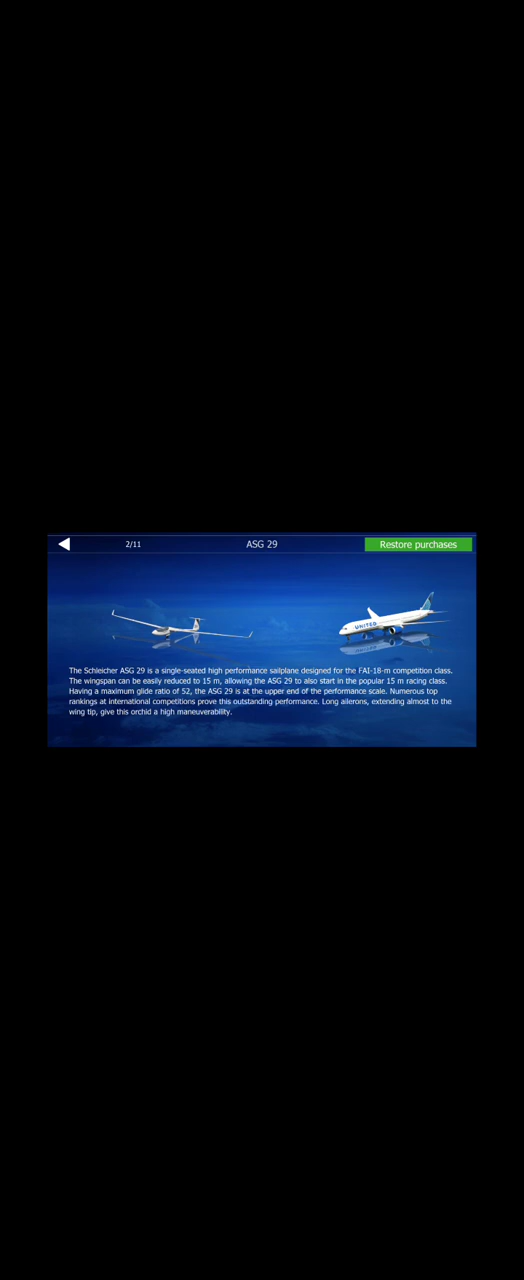 2/11
ASG 29
Restore purchases
UNITED
The Schleicher ASG 29 is a single-seated high performance sailplane designed for the FAI-18-m competition class.
The wingspan can be easily reduced to 15 m, allowing the ASG 29 to also start in the popular 15 m racing class.
Having a maximum glide ratio of 52, the ASG 29 is at the upper end of the performance scale. Numerous top
rankings at international competitions prove this outstanding performance. Long ailerons, extending almost to the
wing tip, give this orchid a high maneuverability.